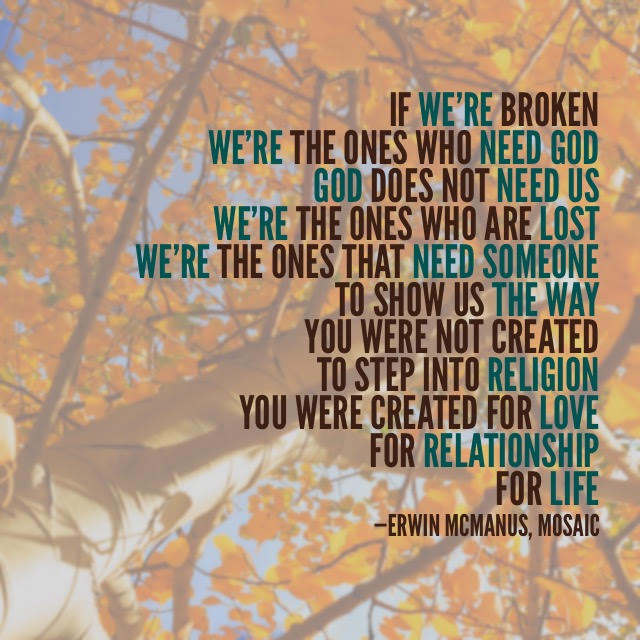 IF WE'RE BROKEN
WE'RE THE ONES WHO NEED GOD
GOD DOES NOT NEED US
WE'RE THE ONES WHO ARE LOST
WE'RE THE ONES THAT NEED SOMEONE
TO SHOW US THE WAY
YOU WERE NOT CREATED
TO STEP INTO RELIGION
YOU WERE CREATED FOR LOVE
FOR RELATIONSHIP
FOR LIFE
–ERWIN MCMANUS, MOSAIC